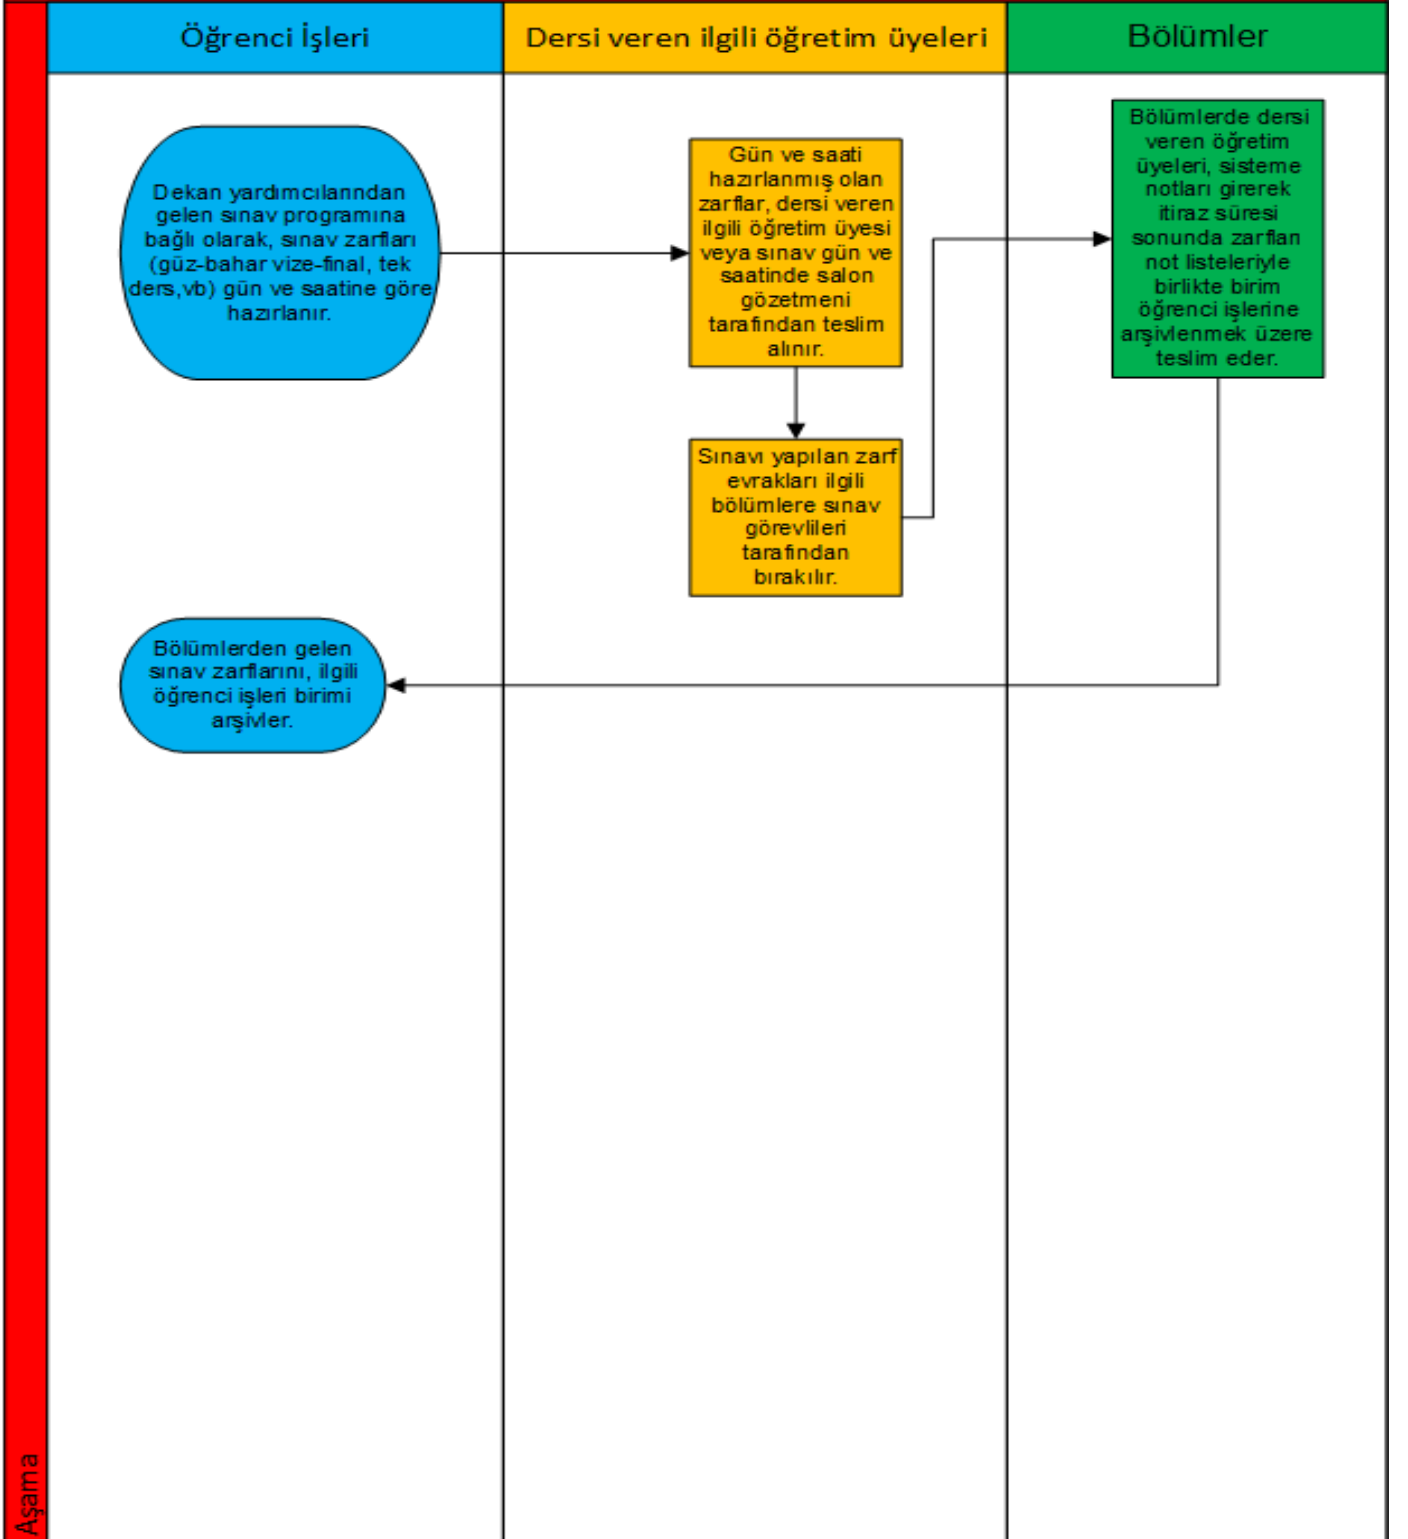 Öğrenci İşleri
Dersi veren ilgili öğretim üyeleri
Bölümler
Dekan yardımcılarından
gelen sınav programına
bağlı olarak, sınav zarfları
(güz-bahar vize-final, tek
ders,vb) gün ve saatine göre
hazırlanır.
Gün ve saati
hazırlanmış olan
zarflar, dersi veren
ilgili öğretim üyesi
veya sınav gün ve
saatinde salon
gözetmeni
tarafından teslim
alınır.
Bölümlerde dersi
veren öğretim
üyeleri, sisteme
notları girerek
itiraz süresi
sonunda zarfları
not listeleriyle
birlikte birim
öğrenci işlerine
arşivlenmek üzere
teslim eder.
Sınavı yapılan zarf
evrakları ilgili
bölümlere sınav
görevlileri
tarafından
bırakılır.
Bölümlerden gelen
sınav zarflarını, ilgili
öğrenci işleri birimi
arşivler.
Aşama